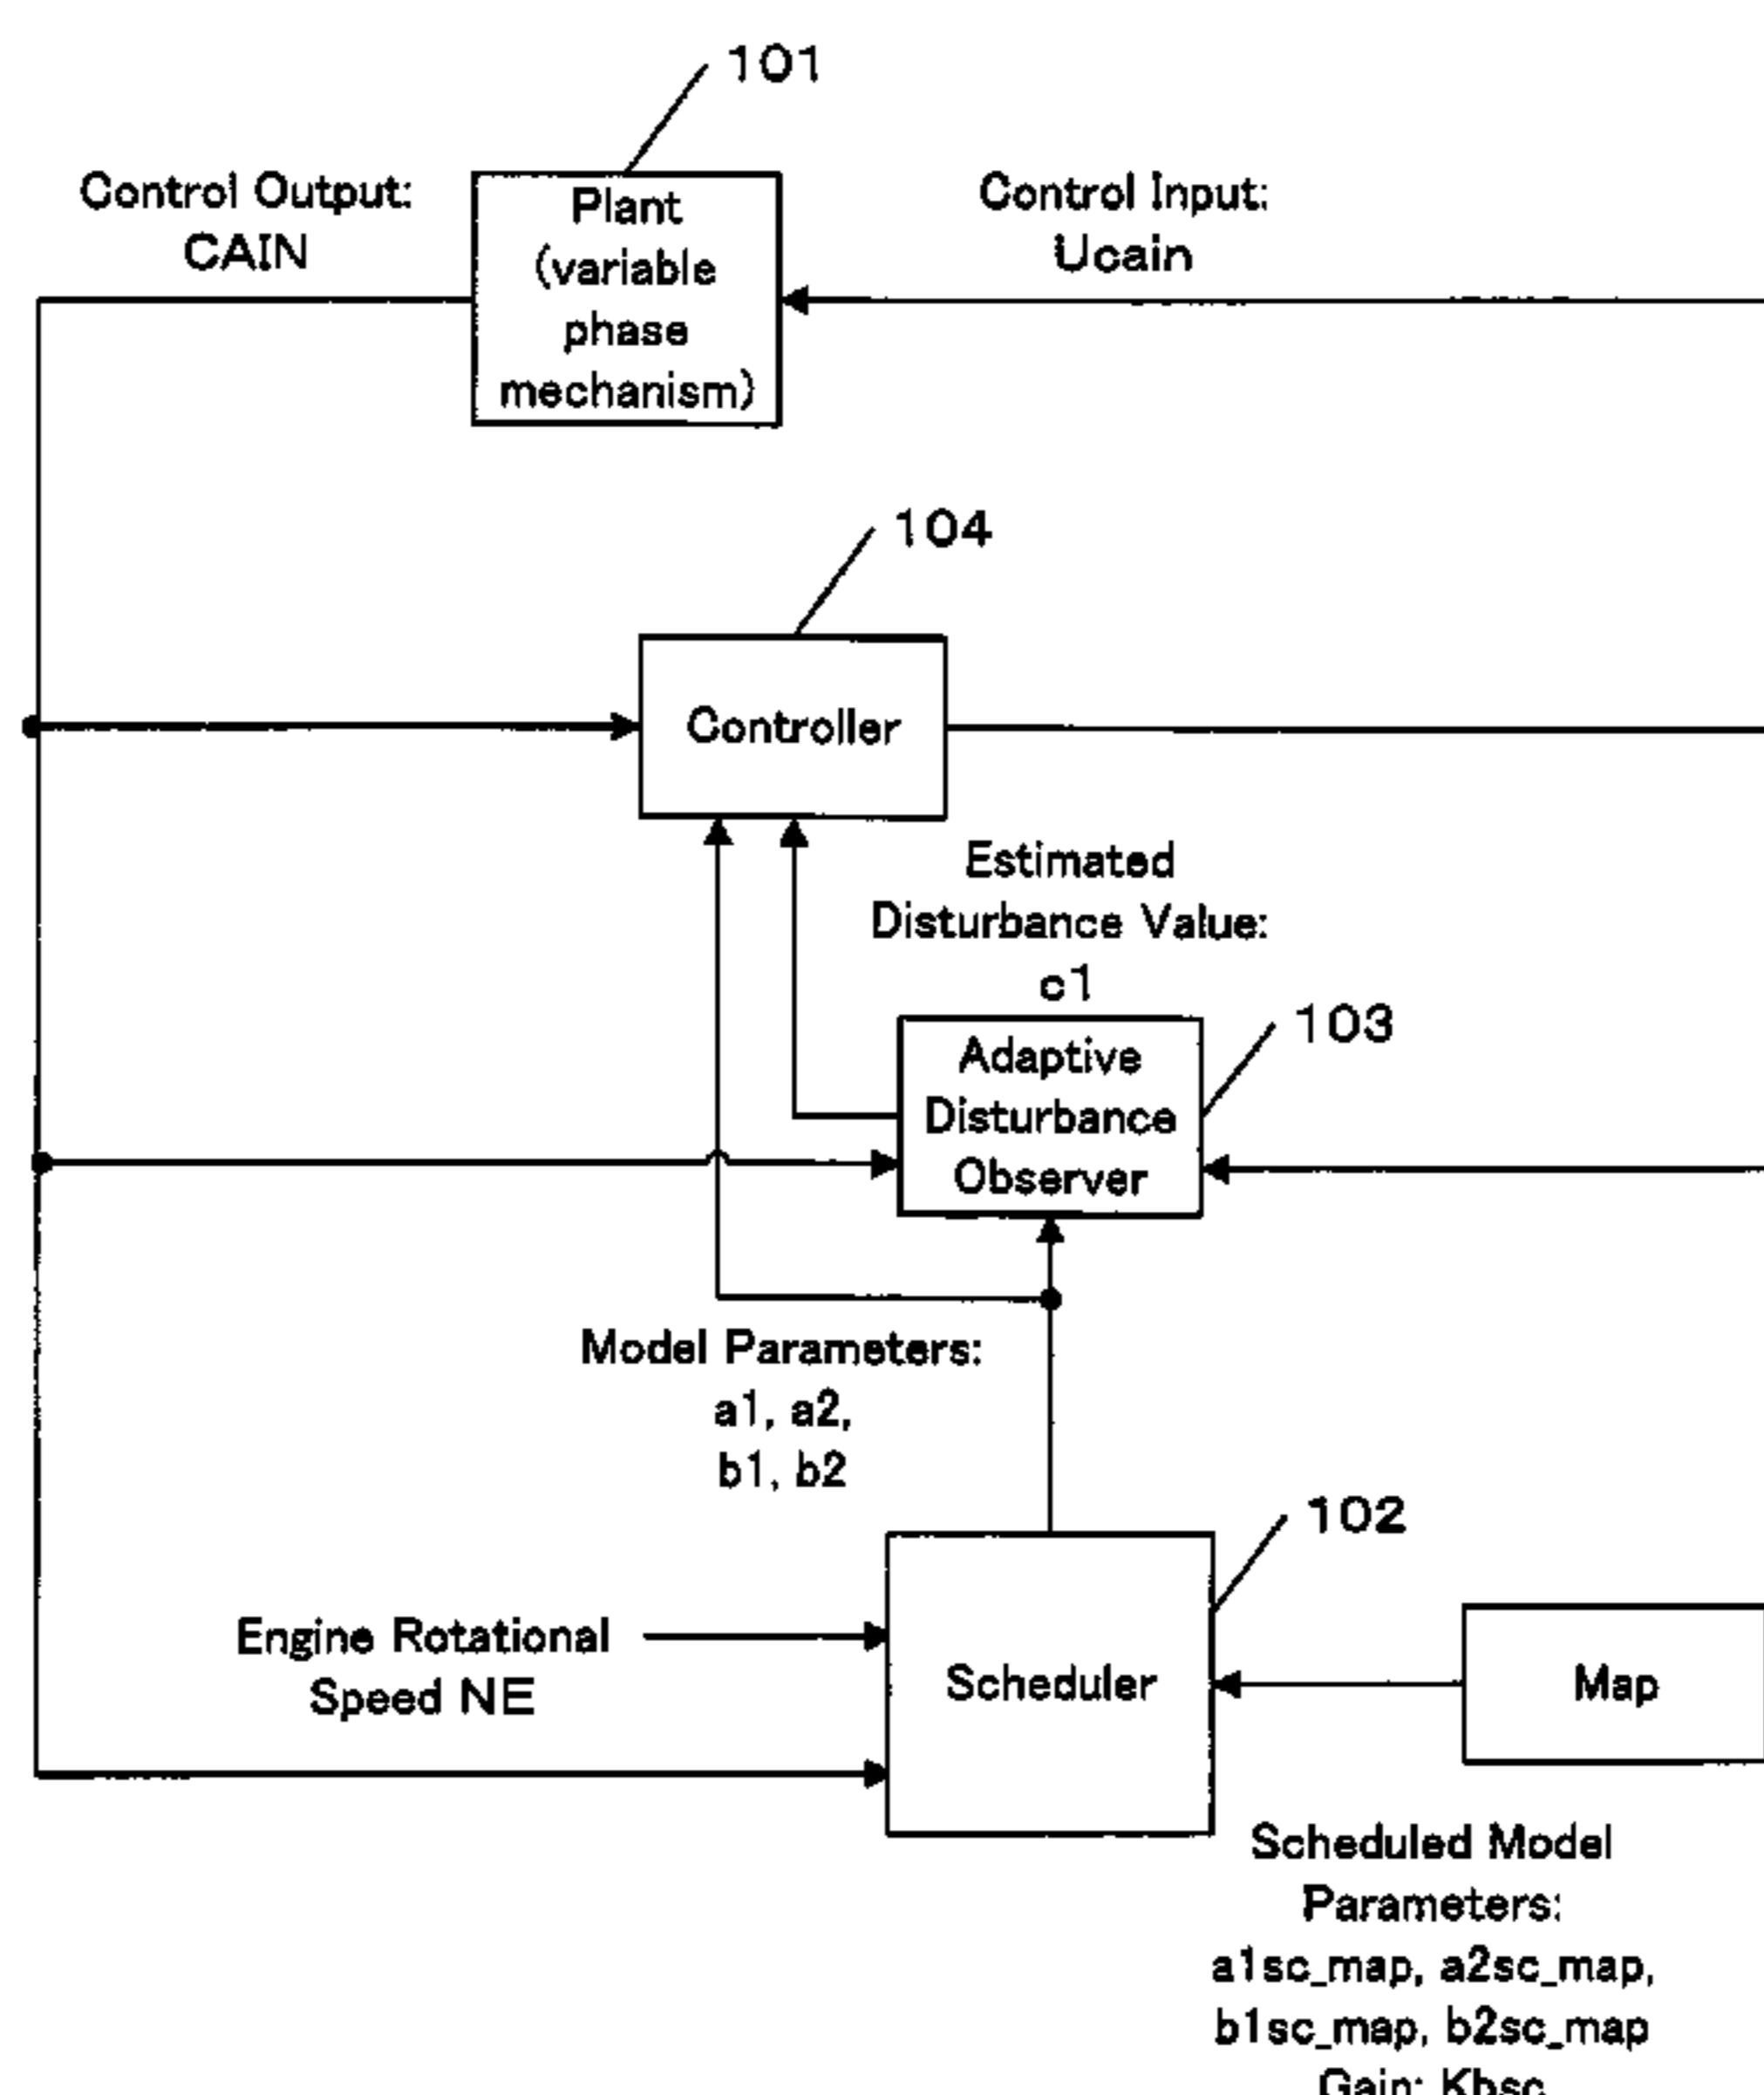 101
Control Output:
CAIN
Plant
(variable
phase
mechanism)
Control Input:
Ucain
104
Controller
Estimated
Disturbance Value:
c1
103
Adaptive
Disturbance
Observer
Model Parameters:
a1, a2,
b1, b2
102
Engine Rotational
Speed NE
Scheduler
Map
Scheduled Model
Parameters:
a1sc_map, a2sc_map,
b1sc_map, b2sc_map
Gain: Kbsc